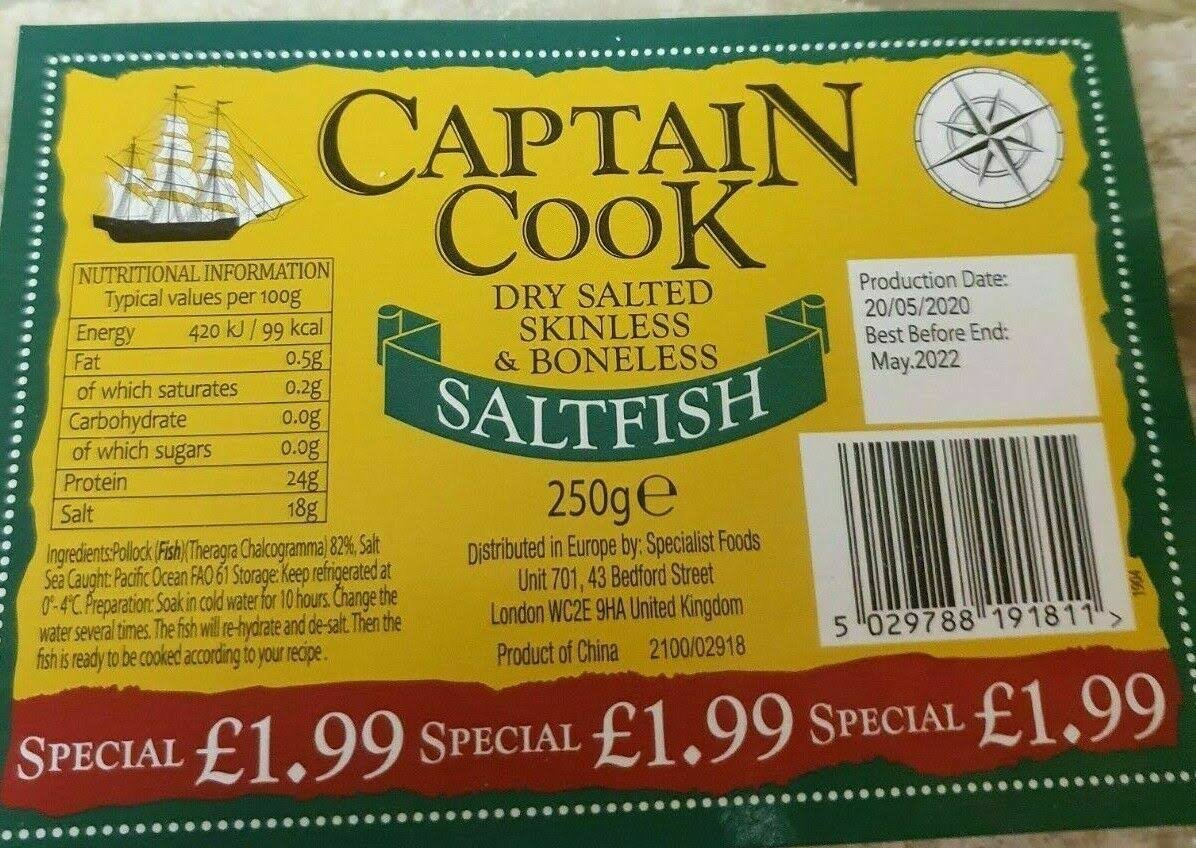 CAPTAIN
COOK
DRY SALTED
SKINLESS
& BONELESS
SALTFISH
250g e
Distributed in Europe by: Specialist Foods
Unit 701, 43 Bedford Street
London WC2E 9HA United Kingdom
Product of China 2100/02918
NUTRITIONAL INFORMATION
Typical values per 100g
Energy 420 kJ / 99 kcal
Fat 0.5g
of which saturates 0.2g
Carbohydrate 0.0g
of which sugars 0.0g
Protein 24g
Salt 18g
Ingredients:Pollock (Fish)(Theragra Chalcogramma) 82%, Salt
Sea Caught: Pacific Ocean FAO 61 Storage: Keep refrigerated at
0°- 4°C. Preparation: Soak in cold water for 10 hours. Change the
water several times. The fish will re-hydrate and de-salt. Then the
fish is ready to be cooked according to your recipe.
Production Date:
20/05/2020
Best Before End:
May.2022
5 029788 191811 >
SPECIAL £1.99 SPECIAL £1.99 SPECIAL £1.99